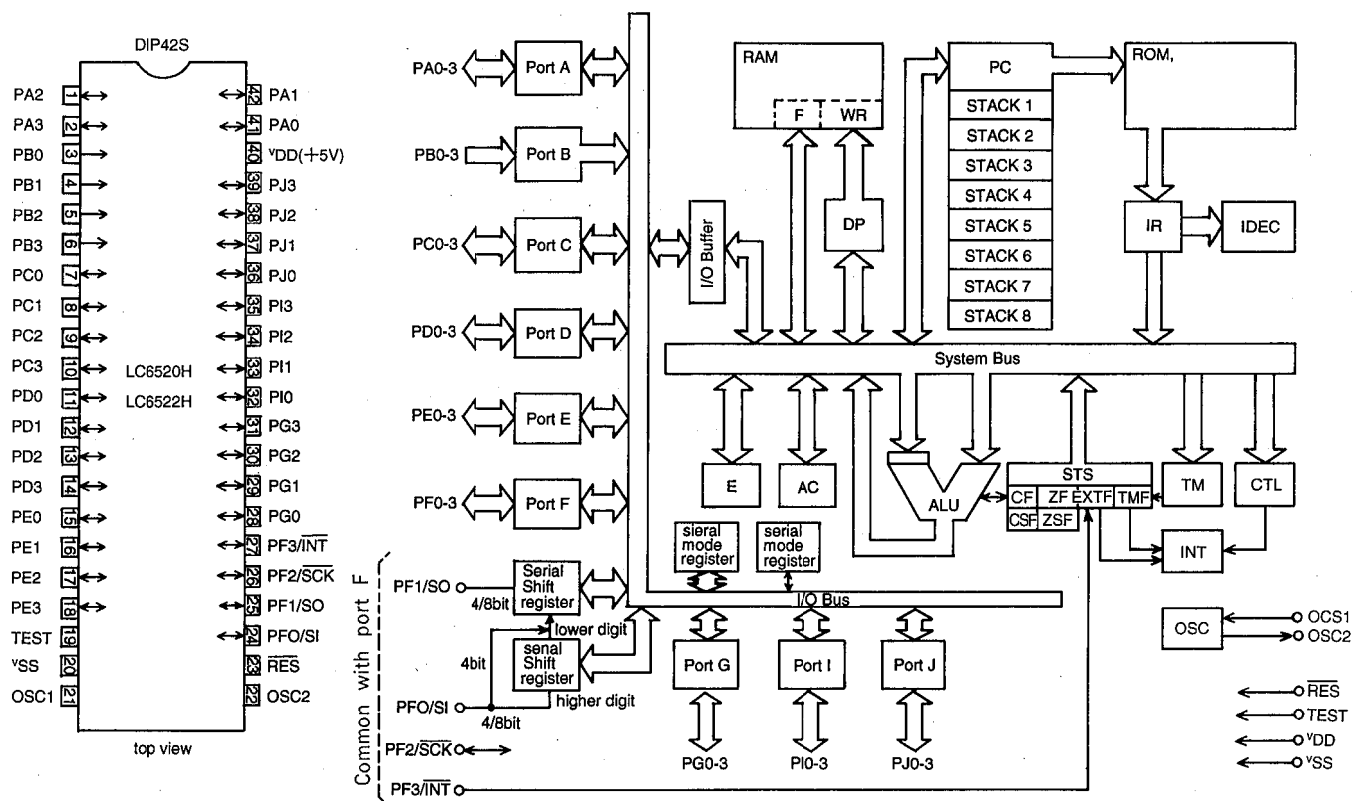 DIP42S
PA2 1 42 PA1
PA3 2 41 PA0
PB0 3 40 VDD(+5V)
PB1 4 39 PJ3
PB2 5 38 PJ2
PB3 6 37 PJ1
PC0 7 36 PJ0
PC1 8 35 PI3
PC2 9 34 PI2
PC3 10 33 PI1
LC6520H
PD0 11 32 PI0
LC6522H
PD1 12 31 PG3
PD2 13 30 PG2
PD3 14 29 PG1
PE0 15 28 PG0
PE1 16 27 PF3/INT
PE2 17 26 PF2/SCK
PE3 18 25 PF1/SO
TEST 19 24 PFO/SI
VSS 20 23 RES
OSC1 21 22 OSC2
top view
PA0-3 Port A
PB0-3 Port B
PC0-3 Port C
PD0-3 Port D
PE0-3 Port E
PF0-3 Port F
Common with port F
PF1/SO
4/8bit
Serial
Shift
register
lower digit
4bit
senal
Shift
register
higher digit
PFO/SI
4/8bit
PF2/SCK
PF3/INT
I/O Buffer
RAM
F WR
DP
PC
STACK 1
STACK 2
STACK 3
STACK 4
STACK 5
STACK 6
STACK 7
STACK 8
ROM,
IR
IDEC
System Bus
E
AC
ALU
STS
CF ZF EXTF TMF
CSF ZSF
TM
CTL
INT
sieral
mode
register
serial
mode
register
I/O Bus
Port G
Port I
Port J
PG0-3
PI0-3
PJ0-3
OSC
OCS1
OSC2
RES
TEST
VDD
VSS